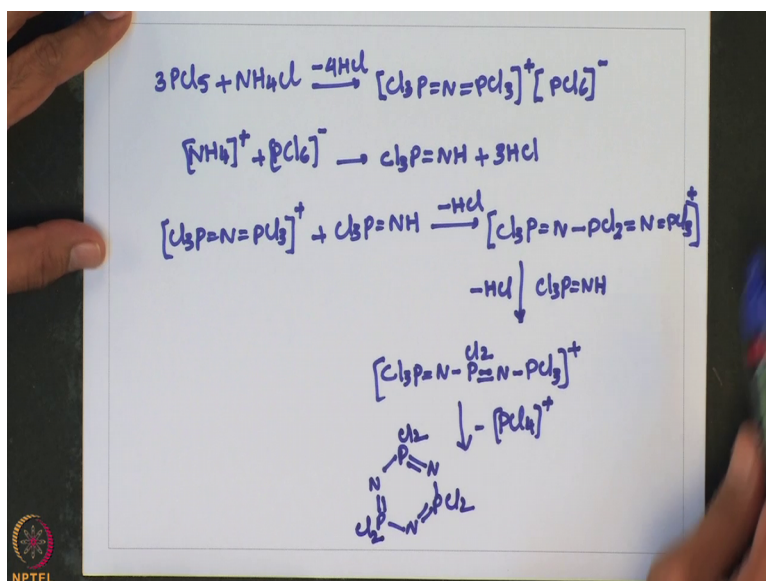 3PCl5 + NH4Cl —-4HCl→ [Cl3P=N=PCl3]+ [PCl6]-
[NH4]+ + [PCl6]- → Cl3P=NH + 3HCl
[Cl3P=N=PCl3]+ + Cl3P=NH —-HCl→ [Cl3P=N-PCl2=N=PCl3]+
-HCl ↓ Cl3P=NH
Cl2
[Cl3P=N-P=N-PCl3]+
↓ - [PCl4]+
Cl2
P
N N
Cl2P PCl2
N
NPTEL